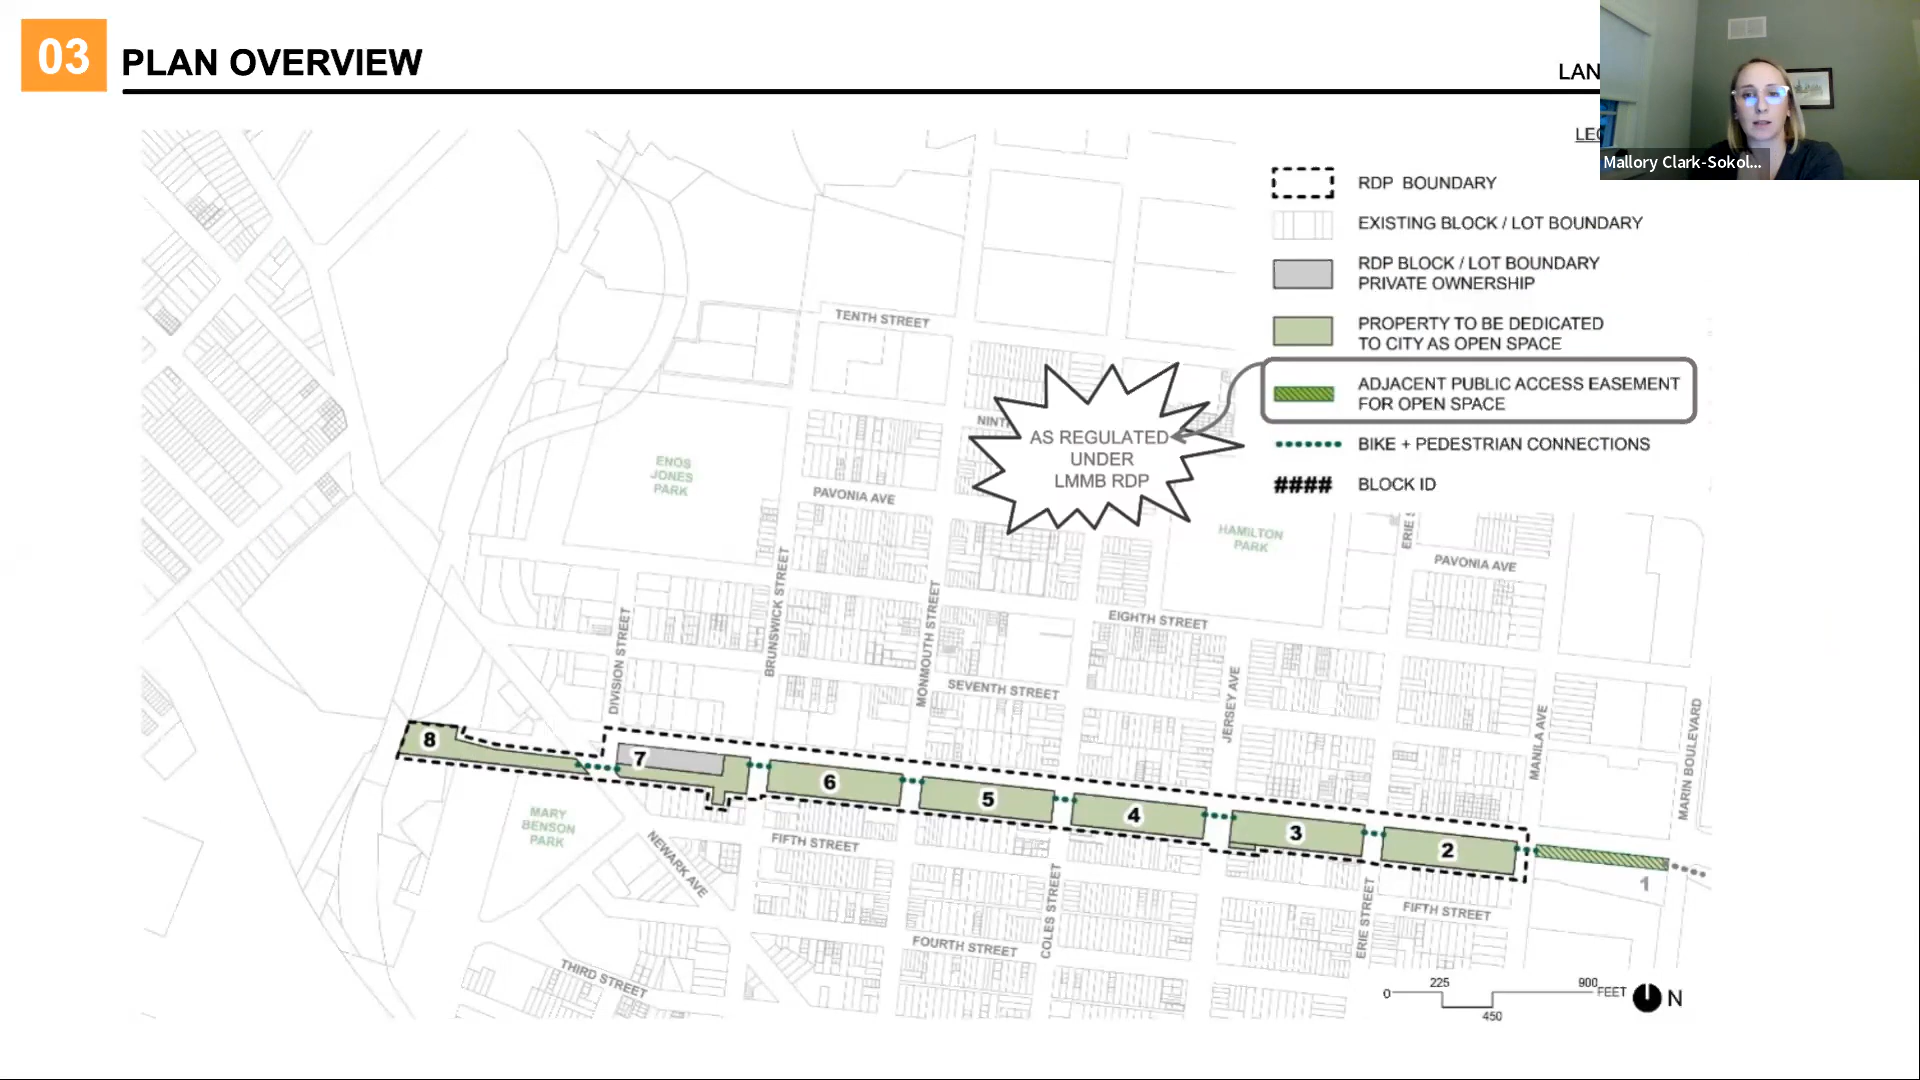 03
PLAN OVERVIEW
LAN
LEG
Mallory Clark-Sokol...
RDP BOUNDARY
EXISTING BLOCK / LOT BOUNDARY
RDP BLOCK / LOT BOUNDARY
PRIVATE OWNERSHIP
PROPERTY TO BE DEDICATED
TO CITY AS OPEN SPACE
ADJACENT PUBLIC ACCESS EASEMENT
FOR OPEN SPACE
BIKE + PEDESTRIAN CONNECTIONS
####
BLOCK ID
AS REGULATED
UNDER
LMMB RDP
TENTH STREET
NINT
ENOS
JONES
PARK
PAVONIA AVE
HAMILTON
PARK
ERIE S
PAVONIA AVE
EIGHTH STREET
SEVENTH STREET
DIVISION STREET
BRUNSWICK STREET
MONMOUTH STREET
JERSEY AVE
MANILA AVE
MARIN BOULEVARD
8
7
6
5
4
3
2
1
MARY
BENSON
PARK
NEWARK AVE
FIFTH STREET
COLES STREET
ERIE STREET
FIFTH STREET
FOURTH STREET
THIRD STREET
0
225
450
900
FEET
N